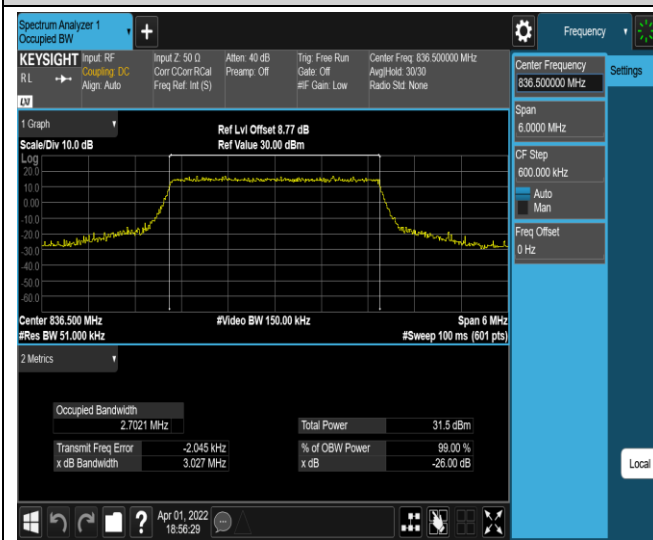 Spectrum Analyzer 1
Occupied BW
+
Frequency
KEYSIGHT
RL
LXI
Input: RF
Coupling: DC
Align: Auto
Input Z: 50 Ω
Corr CCorr RCal
Freq Ref: Int (S)
Atten: 40 dB
Preamp: Off
Trig: Free Run
Gate: Off
#IF Gain: Low
Center Freq: 836.500000 MHz
Avg|Hold: 30/30
Radio Std: None
Center Frequency
836.500000 MHz
Settings
Span
6.0000 MHz
CF Step
600.000 kHz
Auto
Man
Freq Offset
0 Hz
1 Graph
Scale/Div 10.0 dB
Ref Lvl Offset 8.77 dB
Ref Value 30.00 dBm
Log
20.0
10.0
0.00
-10.0
-20.0
-30.0
-40.0
-50.0
-60.0
Center 836.500 MHz
#Res BW 51.000 kHz
#Video BW 150.00 kHz
Span 6 MHz
#Sweep 100 ms (601 pts)
2 Metrics
Occupied Bandwidth
2.7021 MHz
Total Power 31.5 dBm
Transmit Freq Error -2.045 kHz
% of OBW Power 99.00 %
x dB Bandwidth 3.027 MHz
x dB -26.00 dB
Local
?
Apr 01, 2022
18:56:29